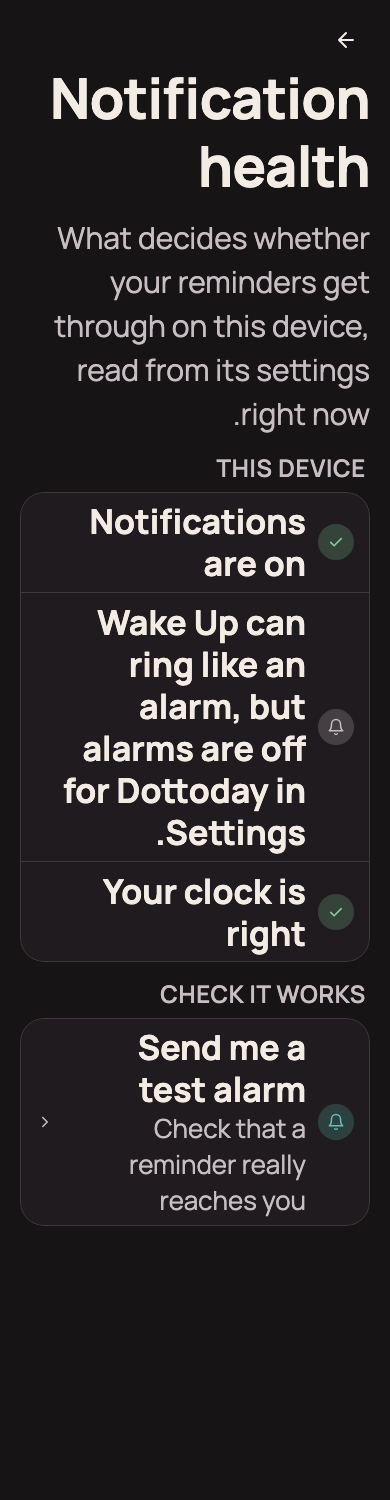 Notification
health
What decides whether
your reminders get
through on this device,
read from its settings
.right now
THIS DEVICE
Notifications
are on
Wake Up can
ring like an
alarm, but
alarms are off
for Dottoday in
.Settings
Your clock is
right
CHECK IT WORKS
Send me a
test alarm
Check that a
reminder really
reaches you